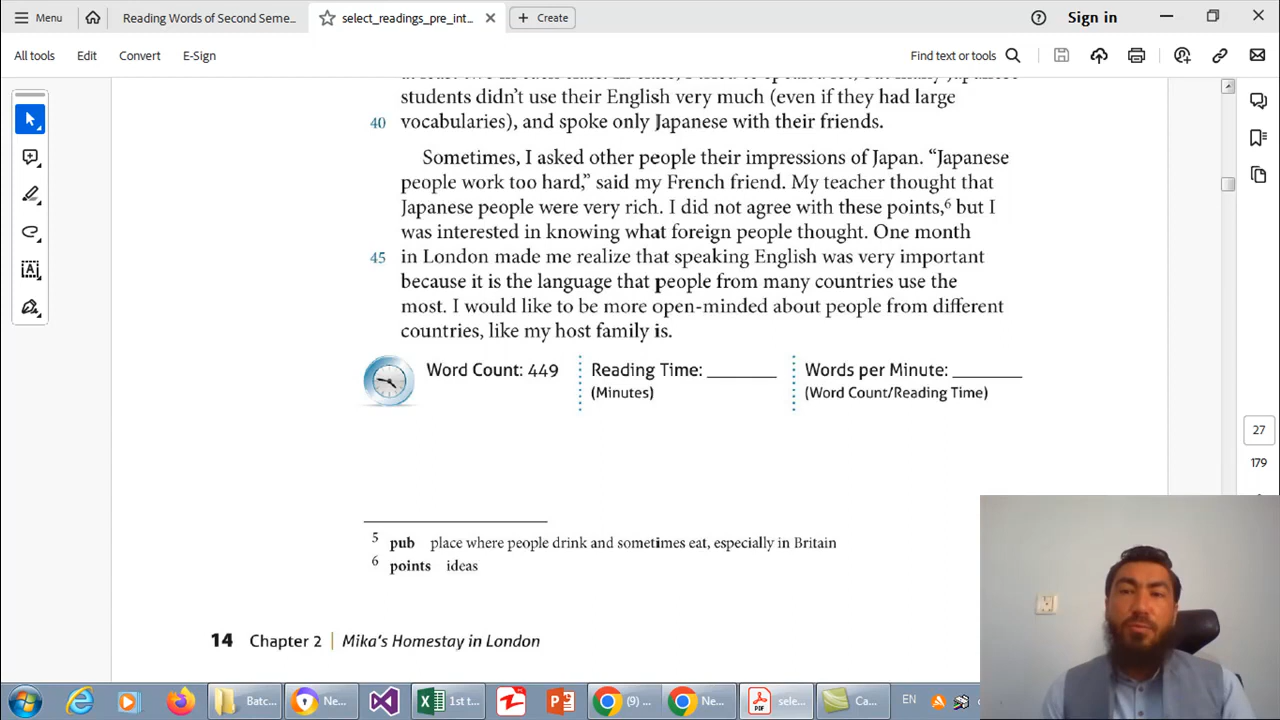 Menu
Reading Words of Second Seme...
select_readings_pre_int...
Create
Sign in
All tools
Edit
Convert
E-Sign
Find text or tools
students didn't use their English very much (even if they had large
40 vocabularies), and spoke only Japanese with their friends.
Sometimes, I asked other people their impressions of Japan. “Japanese
people work too hard,” said my French friend. My teacher thought that
Japanese people were very rich. I did not agree with these points,6 but I
was interested in knowing what foreign people thought. One month
45 in London made me realize that speaking English was very important
because it is the language that people from many countries use the
most. I would like to be more open-minded about people from different
countries, like my host family is.
Word Count: 449
Reading Time: ________
(Minutes)
Words per Minute: ________
(Word Count/Reading Time)
27
179
5 pub place where people drink and sometimes eat, especially in Britain
6 points ideas
14 Chapter 2 | Mika's Homestay in London
Batc...
Ne...
1st t...
(9) ...
Ne...
sele...
Ca...
EN